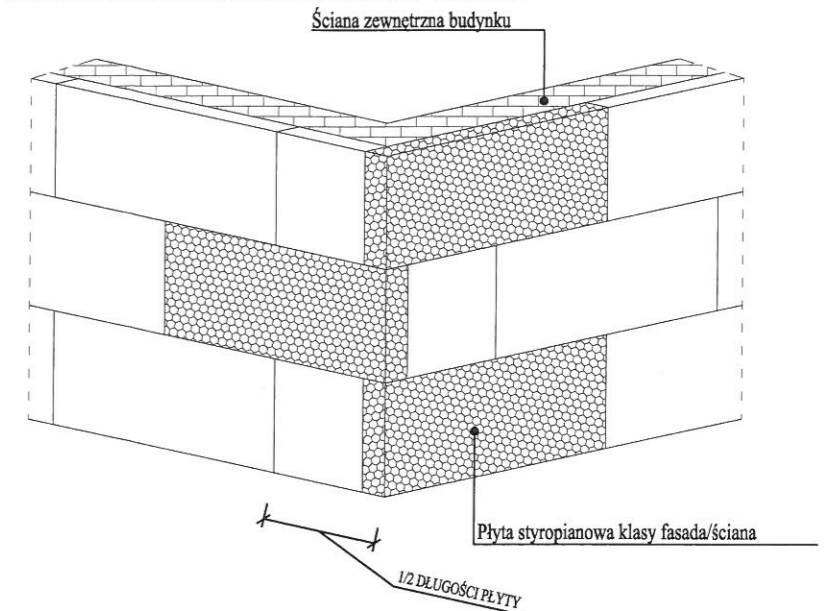 Ściana zewnętrzna budynku
Płyta styropianowa klasy fasada/ściana
1/2 DŁUGOŚCI PŁYTY